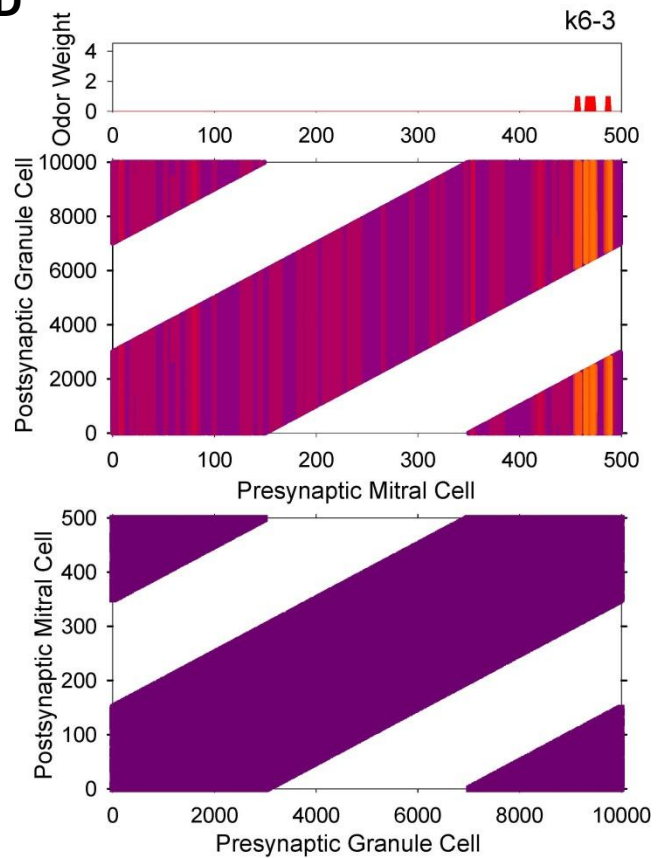 D
k6-3
Odor Weight
4
2
0
0 100 200 300 400 500
Postsynaptic Granule Cell
10000
8000
6000
4000
2000
0
0 100 200 300 400 500
Presynaptic Mitral Cell
Postsynaptic Mitral Cell
500
400
300
200
100
0
0 2000 4000 6000 8000 10000
Presynaptic Granule Cell